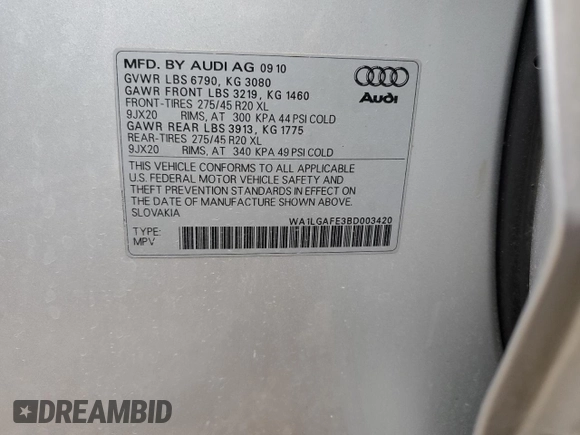 MFD. BY AUDI AG 09 10
GVWR LBS 6790, KG 3080
GAWR FRONT LBS 3219, KG 1460
FRONT-TIRES 275/45 R20 XL
9JX20 RIMS, AT 300 KPA 44 PSI COLD
GAWR REAR LBS 3913, KG 1775
REAR-TIRES 275/45 R20 XL
9JX20 RIMS, AT 340 KPA 49 PSI COLD
Audi
THIS VEHICLE CONFORMS TO ALL APPLICABLE
U.S. FEDERAL MOTOR VEHICLE SAFETY AND
THEFT PREVENTION STANDARDS IN EFFECT ON
THE DATE OF MANUFACTURE SHOWN ABOVE.
SLOVAKIA
WA1LGAFE3BD003420
TYPE:
MPV
DREAMBID